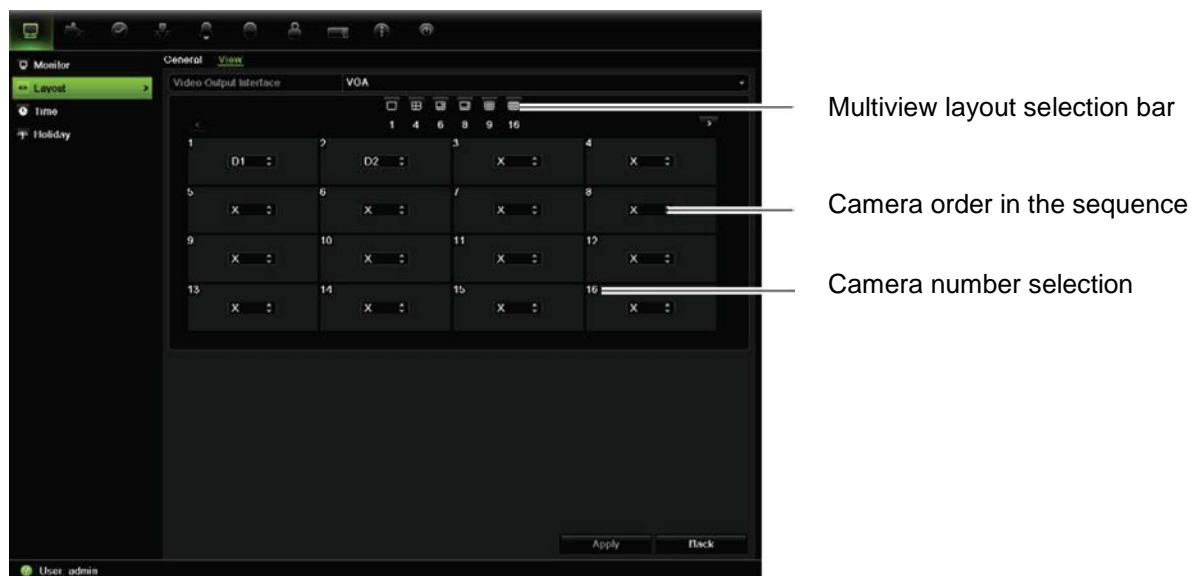 General View
Monitor
Layout >
Time
Holiday
Video Output Interface VGA
1 4 6 8 9 16
< >
1 2 3 4
D1 D2 X X
5 6 7 8
X X X X
9 10 11 12
X X X X
13 14 15 16
X X X X
Apply Back
User: admin
Multiview layout selection bar
Camera order in the sequence
Camera number selection